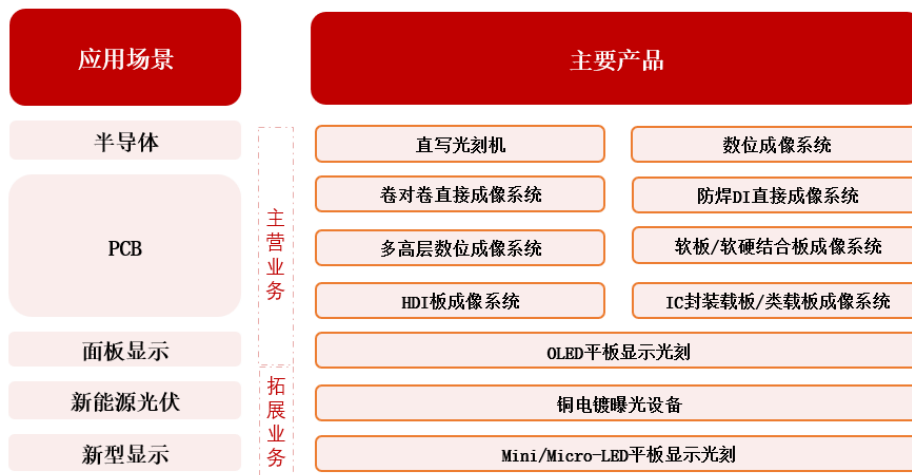 应用场景
主要产品
半导体
主营业务
直写光刻机
数位成像系统
PCB
卷对卷直接成像系统
防焊DI直接成像系统
多高层数位成像系统
软板/软硬结合板成像系统
HDI板成像系统
IC封装载板/类载板成像系统
面板显示
OLED平板显示光刻
新能源光伏
拓展业务
铜电镀曝光设备
新型显示
Mini/Micro-LED平板显示光刻